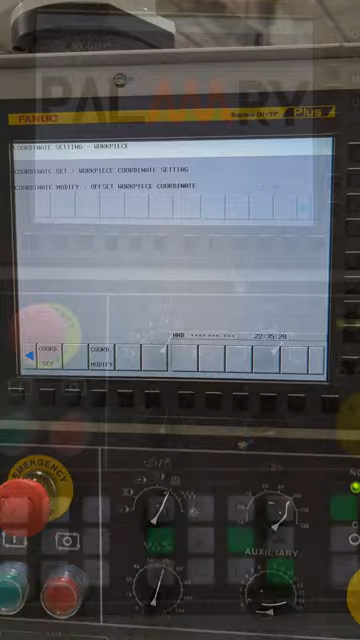 PALMARY
FANUC Series 0i-TF Plus
COORDINATE SETTING - WORKPIECE
COORDINATE SET : WORKPIECE COORDINATE SETTING
COORDINATE MODIFY : OFFSET WORKPIECE COORDINATE
HND **** *** *** 22:35:29
COORD. SET COORD. MODIFY
EMERGENCY
AUXILIARY